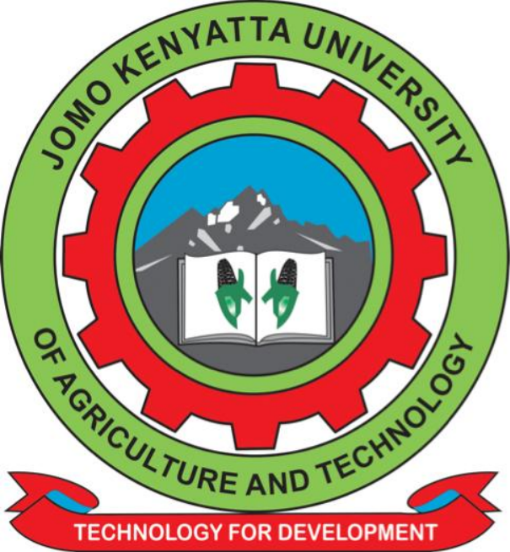 JOMO KENYATTA UNIVERSITY
OF AGRICULTURE AND TECHNOLOGY
TECHNOLOGY FOR DEVELOPMENT